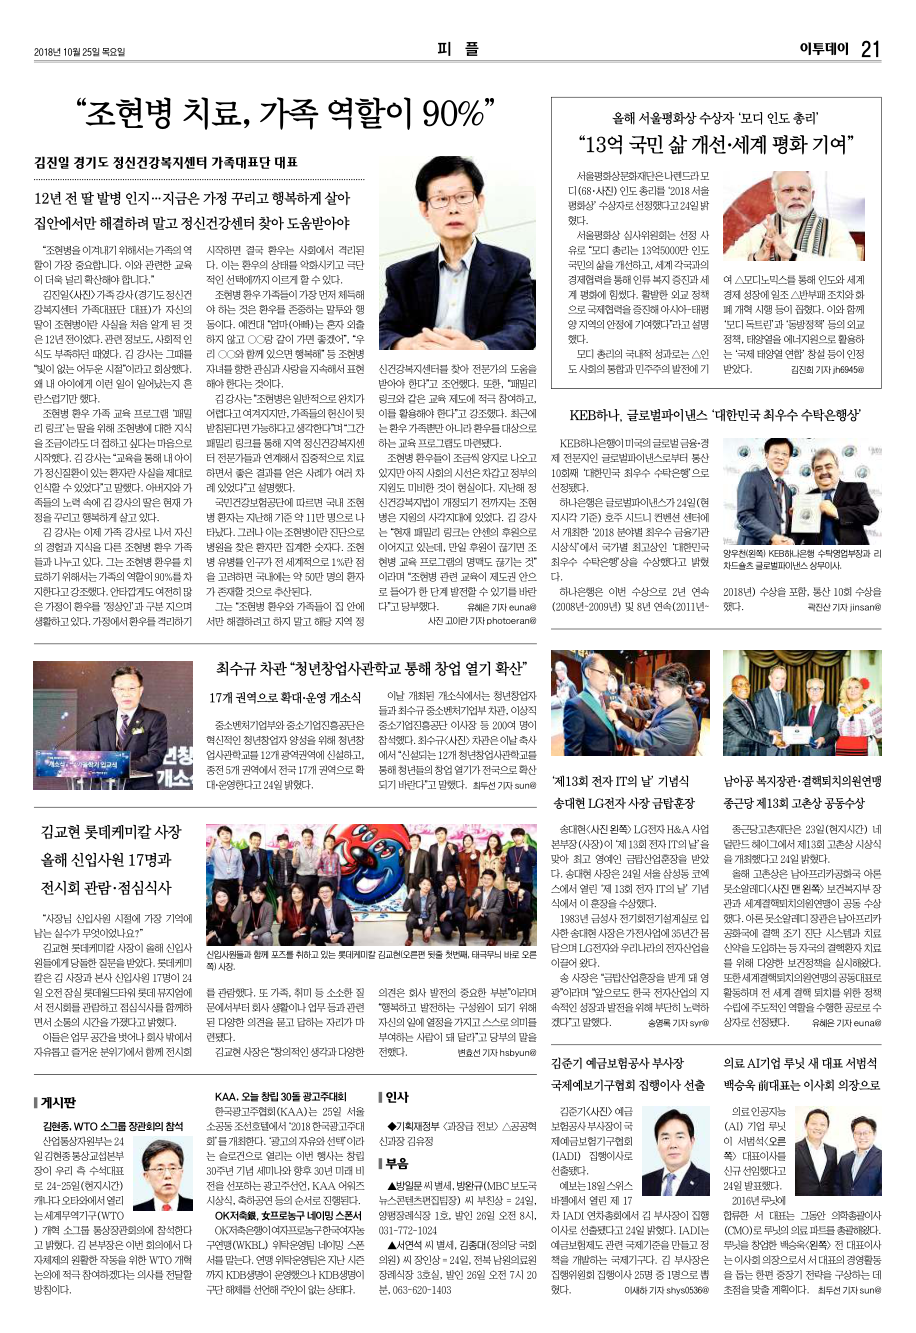 2018년 10월 25일 목요일
피 플
이투데이 21
“조현병 치료, 가족 역할이 90%”
김진일 경기도 정신건강복지센터 가족대표단 대표
12년 전 딸 발병 인지…지금은 가정 꾸리고 행복하게 살아
집안에서만 해결하려 말고 정신건강센터 찾아 도움받아야
“조현병을 이겨내기 위해서는 가족의 역
할이 가장 중요합니다. 이와 관련한 교육
이 더욱 널리 확산해야 합니다.”
김진일<사진> 가족 강사(경기도 정신건
강복지센터 가족대표단 대표)가 자신의
딸이 조현병이란 사실을 처음 알게 된 것
은 12년 전이었다. 관련 정보도, 사회적 인
식도 부족하던 때였다. 김 강사는 그때를
“빛이 없는 어두운 시절”이라고 회상했다.
왜 내 아이에게 이런 일이 일어났는지 혼
란스럽기만 했다.
조현병 환우 가족 교육 프로그램 ‘패밀
리 링크’는 딸을 위해 조현병에 대한 지식
을 조금이라도 더 접하고 싶다는 마음으로
시작했다. 김 강사는 “교육을 통해 내 아이
가 정신질환이 있는 환자란 사실을 제대로
인식할 수 있었다”고 말했다. 아버지와 가
족들의 노력 속에 김 강사의 딸은 현재 가
정을 꾸리고 행복하게 살고 있다.
김 강사는 이제 가족 강사로 나서 자신
의 경험과 지식을 다른 조현병 환우 가족
들과 나누고 있다. 그는 조현병 환우를 치
료하기 위해서는 가족의 역할이 90%를 차
지한다고 강조했다. 안타깝게도 여전히 많
은 가정이 환우를 ‘정상인’과 구분 지으며
생활하고 있다. 가정에서 환우를 격리하기
시작하면 결국 환우는 사회에서 격리된
다. 이는 환우의 상태를 악화시키고 극단
적인 선택에까지 이르게 할 수 있다.
조현병 환우 가족들이 가장 먼저 체득해
야 하는 것은 환우를 존중하는 말투와 행
동이다. 예컨대 “엄마(아빠)는 혼자 외출
하지 않고 ○○랑 같이 가면 좋겠어”, “우
리 ○○와 함께 있으면 행복해” 등 조현병
자녀를 향한 관심과 사랑을 지속해서 표현
해야 한다는 것이다.
김 강사는 “조현병은 일반적으로 완치가
어렵다고 여겨지지만, 가족들의 헌신이 뒷
받침된다면 가능하다고 생각한다”며 “그간
패밀리 링크를 통해 지역 정신건강복지센
터 전문가들과 연계해서 집중적으로 치료
하면서 좋은 결과를 얻은 사례가 여러 차
례 있었다”고 설명했다.
국민건강보험공단에 따르면 국내 조현
병 환자는 지난해 기준 약 11만 명으로 나
타났다. 그러나 이는 조현병이란 진단으로
병원을 찾은 환자만 집계한 숫자다. 조현
병 유병률 인구가 전 세계적으로 1%란 점
을 고려하면 국내에는 약 50만 명의 환자
가 존재할 것으로 추산된다.
그는 “조현병 환우와 가족들이 집 안에
서만 해결하려고 하지 말고 해당 지역 정
신건강복지센터를 찾아 전문가의 도움을
받아야 한다”고 조언했다. 또한, “패밀리
링크와 같은 교육 제도에 적극 참여하고,
이를 활용해야 한다”고 강조했다. 최근에
는 환우 가족뿐만 아니라 환우를 대상으로
하는 교육 프로그램도 마련됐다.
조현병 환우들이 조금씩 양지로 나오고
있지만 아직 사회의 시선은 차갑고 정부의
지원도 미비한 것이 현실이다. 지난해 정
신건강복지법이 개정되기 전까지는 조현
병은 지원의 사각지대에 있었다. 김 강사
는 “현재 패밀리 링크는 얀센의 후원으로
이어지고 있는데, 만일 후원이 끊기면 조
현병 교육 프로그램의 명맥도 끊기는 것”
이라며 “조현병 관련 교육이 제도권 안으
로 들어가 한 단계 발전할 수 있기를 바란
다”고 당부했다. 유혜은 기자 euna@
사진 고이란 기자 photoeran@
올해 서울평화상 수상자 ‘모디 인도 총리’
“13억 국민 삶 개선·세계 평화 기여”
서울평화상문화재단은 나렌드라 모
디(68·사진) 인도 총리를 ‘2018 서울
평화상’ 수상자로 선정했다고 24일 밝
혔다.
서울평화상 심사위원회는 선정 사
유로 “모디 총리는 13억5000만 인도
국민의 삶을 개선하고, 세계 각국과의
경제협력을 통해 인류 복지 증진과 세
계 평화에 힘썼다. 활발한 외교 정책
으로 국제협력을 증진해 아시아-태평
양 지역의 안정에 기여했다”라고 설명
했다.
모디 총리의 국내적 성과로는 △인
도 사회의 통합과 민주주의 발전에 기
여 △모디노믹스를 통해 인도와 세계
경제 성장에 일조 △반부패 조치와 화
폐 개혁 시행 등이 꼽혔다. 이와 함께
‘모디 독트린’과 ‘동방정책’ 등의 외교
정책, 태양열을 에너지원으로 활용하
는 ‘국제 태양열 연합’ 창설 등이 인정
받았다. 김진희 기자 jh6945@
KEB하나, 글로벌파이낸스 ‘대한민국 최우수 수탁은행상’
KEB하나은행이 미국의 글로벌 금융·경
제 전문지인 글로벌파이낸스로부터 통산
10회째 ‘대한민국 최우수 수탁은행’으로
선정됐다.
하나은행은 글로벌파이낸스가 24일(현
지시각 기준) 호주 시드니 컨벤션 센터에
서 개최한 ‘2018 분야별 최우수 금융기관
시상식’에서 국가별 최고상인 ‘대한민국
최우수 수탁은행’상을 수상했다고 밝혔
다.
하나은행은 이번 수상으로 2년 연속
(2008년~2009년) 및 8년 연속(2011년~
양우천(왼쪽) KEB하나은행 수탁영업부장과 리
차드숄츠 글로벌파이낸스 상무이사.
2018년) 수상을 포함, 통산 10회 수상을
했다. 곽진산 기자 jinsan@
최수규 차관 “청년창업사관학교 통해 창업 열기 확산”
17개 권역으로 확대·운영 개소식
중소벤처기업부와 중소기업진흥공단은
혁신적인 청년창업자 양성을 위해 청년창
업사관학교를 12개 광역권역에 신설하고,
종전 5개 권역에서 전국 17개 권역으로 확
대·운영한다고 24일 밝혔다.
이날 개최된 개소식에서는 청년창업자
들과 최수규 중소벤처기업부 차관, 이상직
중소기업진흥공단 이사장 등 200여 명이
참석했다. 최수규<사진> 차관은 이날 축사
에서 “신설되는 12개 청년창업사관학교를
통해 청년들의 창업 열기가 전국으로 확산
되기 바란다”고 말했다. 최두선 기자 sun@
‘제13회 전자 IT의 날’ 기념식
송대현 LG전자 사장 금탑훈장
송대현<사진 왼쪽> LG전자 H&A 사업
본부장(사장)이 ‘제13회 전자 IT의 날’을
맞아 최고 영예인 금탑산업훈장을 받았
다. 송대현 사장은 24일 서울 삼성동 코엑
스에서 열린 ‘제 13회 전자 IT의 날’ 기념
식에서 이 훈장을 수상했다.
1983년 금성사 전기회전기설계실로 입
사한 송대현 사장은 가전사업에 35년간 몸
담으며 LG전자와 우리나라의 전자산업을
이끌어 왔다.
송 사장은 “금탑산업훈장을 받게 돼 영
광”이라며 “앞으로도 한국 전자산업의 지
속적인 성장과 발전을 위해 부단히 노력하
겠다”고 말했다. 송영록 기자 syr@
남아공 복지장관·결핵퇴치의원연맹
종근당 제13회 고촌상 공동수상
종근당고촌재단은 23일(현지시간) 네
덜란드 헤이그에서 제13회 고촌상 시상식
을 개최했다고 24일 밝혔다.
올해 고촌상은 남아프리카공화국 아론
못소알레디<사진 맨 왼쪽> 보건복지부 장
관과 세계결핵퇴치의원연맹이 공동 수상
했다. 아론 못소알레디 장관은 남아프리카
공화국에 결핵 조기 진단 시스템과 치료
신약을 도입하는 등 자국의 결핵환자 치료
를 위해 다양한 보건정책을 실시해왔다.
또한 세계결핵퇴치의원연맹의 공동대표로
활동하며 전 세계 결핵 퇴치를 위한 정책
수립에 주도적인 역할을 수행한 공로로 수
상자로 선정됐다. 유혜은 기자 euna@
김교현 롯데케미칼 사장
올해 신입사원 17명과
전시회 관람·점심식사
“사장님 신입사원 시절에 가장 기억에
남는 실수가 무엇이었나요?”
김교현 롯데케미칼 사장이 올해 신입사
원들에게 당돌한 질문을 받았다. 롯데케미
칼은 김 사장과 본사 신입사원 17명이 24
일 오전 잠실 롯데월드타워 롯데 뮤지엄에
서 전시회를 관람하고 점심식사를 함께하
면서 소통의 시간을 가졌다고 밝혔다.
이들은 업무 공간을 벗어나 회사 밖에서
자유롭고 즐거운 분위기에서 함께 전시회
신입사원들과 함께 포즈를 취하고 있는 롯데케미칼 김교현(오른편 뒷줄 첫번째, 태극무늬 바로 오른
쪽) 사장.
를 관람했다. 또 가족, 취미 등 소소한 질
문에서부터 회사 생활이나 업무 등과 관련
된 다양한 의견을 묻고 답하는 자리가 마
련됐다.
김교현 사장은 “창의적인 생각과 다양한
의견은 회사 발전의 중요한 부분”이라며
“행복하고 발전하는 구성원이 되기 위해
자신의 일에 열정을 가지고 스스로 의미를
부여하는 사람이 돼 달라”고 당부의 말을
전했다. 변효선 기자 hsbyun@
게시판
김현종, WTO 소그룹 장관회의 참석
산업통상자원부는 24
일 김현종 통상교섭본부
장이 우리 측 수석대표
로 24~25일(현지시간)
캐나다 오타와에서 열리
는 세계무역기구(WTO
) 개혁 소그룹 통상장관회의에 참석한다
고 밝혔다. 김 본부장은 이번 회의에서 다
자체제의 원활한 작동을 위한 WTO 개혁
논의에 적극 참여하겠다는 의사를 전달할
방침이다.
KAA, 오늘 창립 30돌 광고주대회
한국광고주협회(KAA)는 25일 서울
소공동 조선호텔에서 ‘2018 한국광고주대
회’를 개최한다. ‘광고의 자유와 선택’이라
는 슬로건으로 열리는 이번 행사는 창립
30주년 기념 세미나와 향후 30년 미래 비
전을 선포하는 광고주선언, KAA 어워즈
시상식, 축하공연 등의 순서로 진행된다.
OK저축銀, 女프로농구 네이밍 스폰서
OK저축은행이 여자프로농구 한국여자농
구연맹(WKBL) 위탁운영팀 네이밍 스폰
서를 맡는다. 연맹 위탁운영팀은 지난 시즌
까지 KDB생명이 운영했으나 KDB생명이
구단 해체를 선언해 주인이 없는 상태다.
인사
◆기획재정부 <과장급 전보> △공공혁
신과장 김유정
부음
▲방일문 씨 별세, 방완규(MBC 보도국
뉴스콘텐츠편집팀장) 씨 부친상 = 24일,
양평장례식장 1호, 발인 26일 오전 8시,
031-772-1024
▲서연석 씨 별세, 김종대(정의당 국회
의원) 씨 장인상 = 24일, 전북 남원의료원
장례식장 3호실, 발인 26일 오전 7시 20
분, 063-620-1403
김준기 예금보험공사 부사장
국제예보기구협회 집행이사 선출
김준기<사진> 예금
보험공사 부사장이 국
제예금보험기구협회
(IADI) 집행이사로
선출됐다.
예보는 18일 스위스
바젤에서 열린 제 17
차 IADI 연차총회에서 김 부사장이 집행
이사로 선출됐다고 24일 밝혔다. IADI는
예금보험제도 관련 국제기준을 만들고 정
책을 개발하는 국제기구다. 김 부사장은
집행위원회 집행이사 25명 중 1명으로 뽑
혔다. 이새하 기자 shys0536@
의료 AI기업 루닛 새 대표 서범석
백승욱 前대표는 이사회 의장으로
의료 인공지능
(AI) 기업 루닛
이 서범석<오른
쪽> 대표이사를
신규 선임했다고
24일 발표했다.
2016년 루닛에
합류한 서 대표는 그동안 의학총괄이사
(CMO)로 루닛의 의료 파트를 총괄해왔다.
루닛을 창업한 백승욱<왼쪽> 전 대표이사
는 이사회 의장으로서 서 대표의 경영활동
을 돕는 한편 중장기 전략을 구상하는 데
초점을 맞출 계획이다. 최두선 기자 sun@